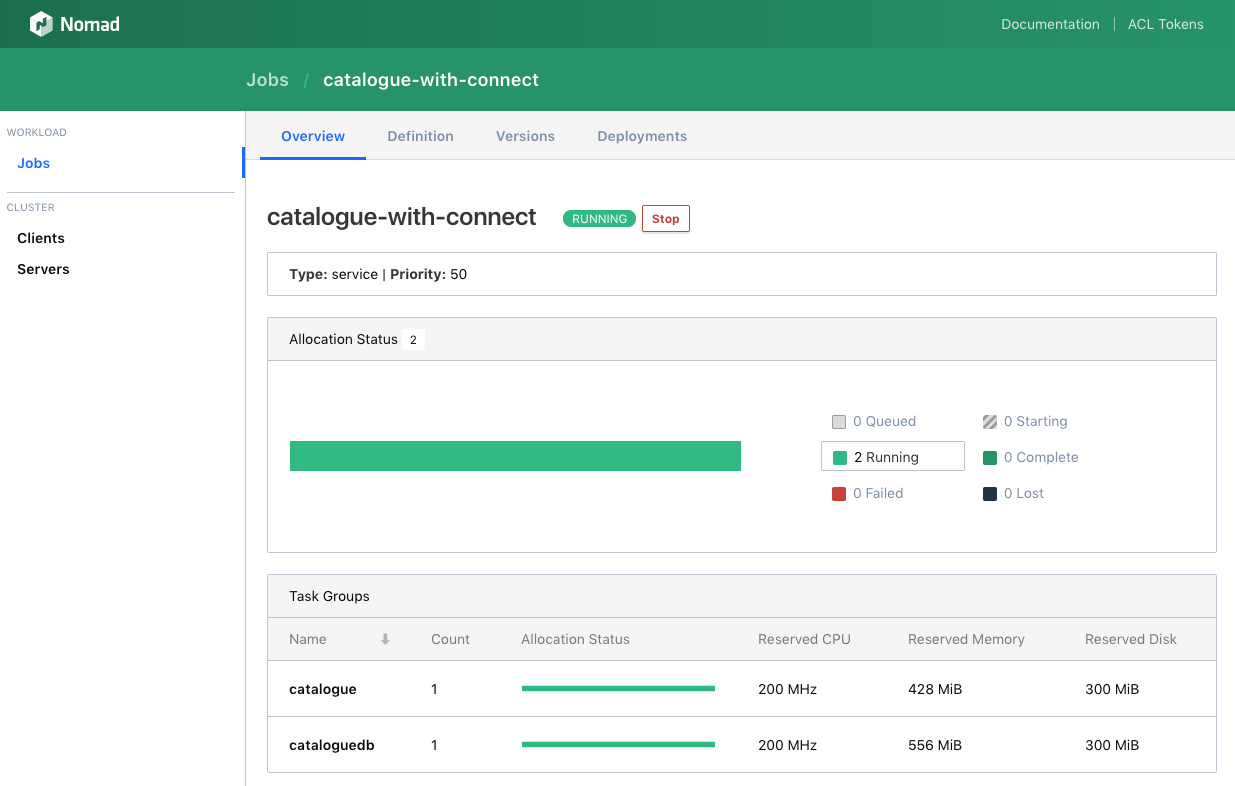 Nomad
Documentation | ACL Tokens
Jobs / catalogue-with-connect
WORKLOAD
Jobs
CLUSTER
Clients
Servers
Overview Definition Versions Deployments
catalogue-with-connect RUNNING Stop
Type: service | Priority: 50
Allocation Status 2
0 Queued 0 Starting
2 Running 0 Complete
0 Failed 0 Lost
Task Groups
Name Count Allocation Status Reserved CPU Reserved Memory Reserved Disk
catalogue 1 200 MHz 428 MiB 300 MiB
cataloguedb 1 200 MHz 556 MiB 300 MiB